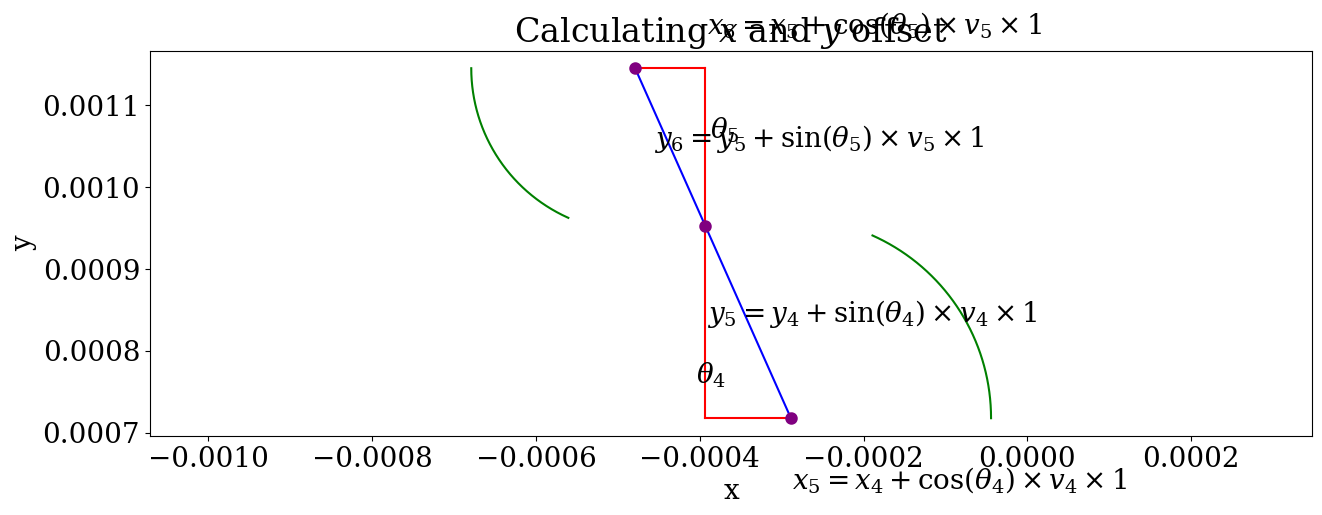 x₆ = x₅ + cos(θ₅) × v₅ × 1
Calculating x and y offset
0.0011
θ₅
y₆ = y₅ + sin(θ₅) × v₅ × 1
0.0010
y
0.0009
y₅ = y₄ + sin(θ₄) × v₄ × 1
0.0008
θ₄
0.0007
−0.0010 −0.0008 −0.0006 −0.0004 −0.0002 0.0000 0.0002
x₅ = x₄ + cos(θ₄) × v₄ × 1
x